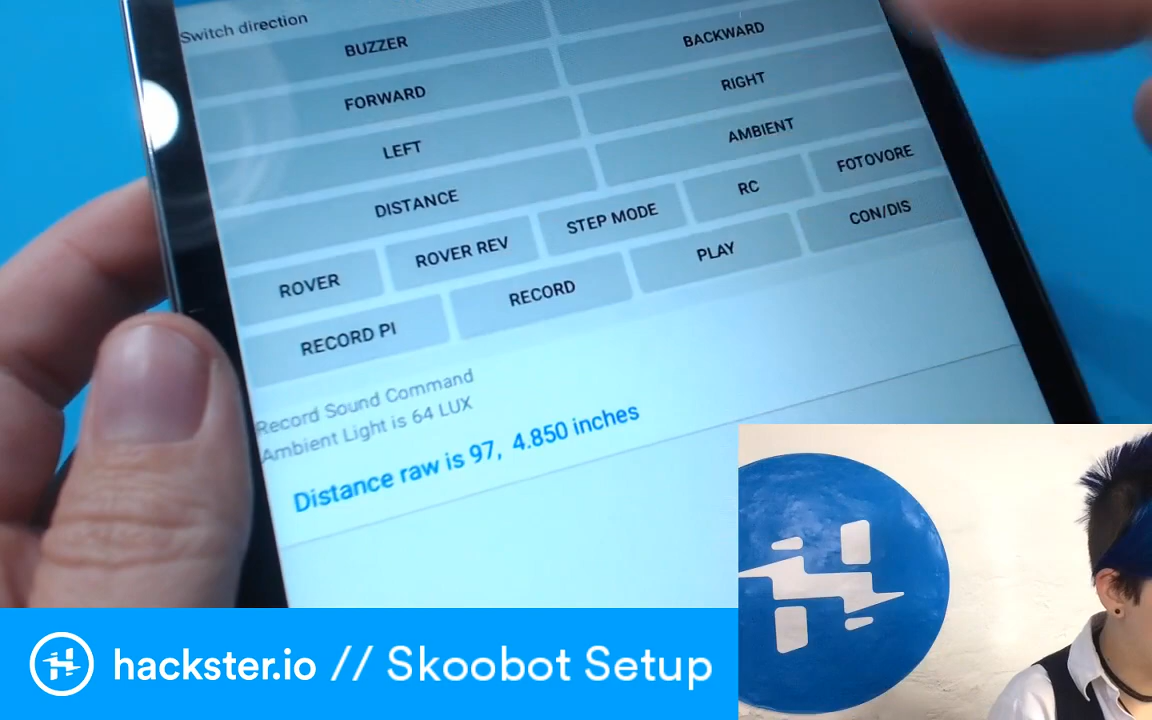 Switch direction
BUZZER
FORWARD BACKWARD
LEFT RIGHT
DISTANCE AMBIENT
ROVER ROVER REV STEP MODE RC FOTOVORE
RECORD PI RECORD PLAY CON/DIS
Record Sound Command
Ambient Light is 64 LUX
Distance raw is 97, 4.850 inches
hackster.io // Skoobot Setup